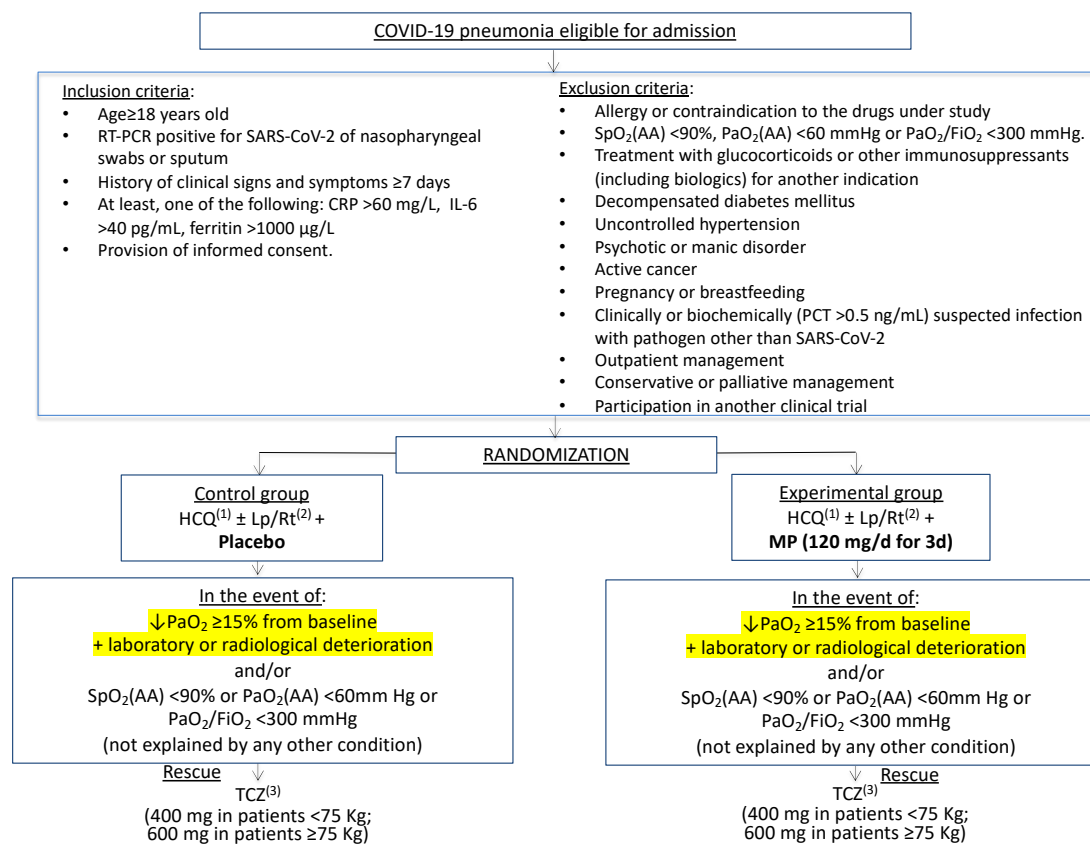 COVID-19 pneumonia eligible for admission
Inclusion criteria:
• Age≥18 years old
• RT-PCR positive for SARS-CoV-2 of nasopharyngeal
swabs or sputum
• History of clinical signs and symptoms ≥7 days
• At least, one of the following: CRP >60 mg/L, IL-6
>40 pg/mL, ferritin >1000 µg/L
• Provision of informed consent.
Exclusion criteria:
• Allergy or contraindication to the drugs under study
• SpO₂(AA) <90%, PaO₂(AA) <60 mmHg or PaO₂/FiO₂ <300 mmHg.
• Treatment with glucocorticoids or other immunosuppressants
(including biologics) for another indication
• Decompensated diabetes mellitus
• Uncontrolled hypertension
• Psychotic or manic disorder
• Active cancer
• Pregnancy or breastfeeding
• Clinically or biochemically (PCT >0.5 ng/mL) suspected infection
with pathogen other than SARS-CoV-2
• Outpatient management
• Conservative or palliative management
• Participation in another clinical trial
RANDOMIZATION
Control group
HCQ⁽¹⁾ ± Lp/Rt⁽²⁾ +
Placebo
In the event of:
↓PaO₂ ≥15% from baseline
+ laboratory or radiological deterioration
and/or
SpO₂(AA) <90% or PaO₂(AA) <60mm Hg or
PaO₂/FiO₂ <300 mmHg
(not explained by any other condition)
Rescue
TCZ⁽³⁾
(400 mg in patients <75 Kg;
600 mg in patients ≥75 Kg)
Experimental group
HCQ⁽¹⁾ ± Lp/Rt⁽²⁾ +
MP (120 mg/d for 3d)
In the event of:
↓PaO₂ ≥15% from baseline
+ laboratory or radiological deterioration
and/or
SpO₂(AA) <90% or PaO₂(AA) <60mm Hg or
PaO₂/FiO₂ <300 mmHg
(not explained by any other condition)
Rescue
TCZ⁽³⁾
(400 mg in patients <75 Kg;
600 mg in patients ≥75 Kg)